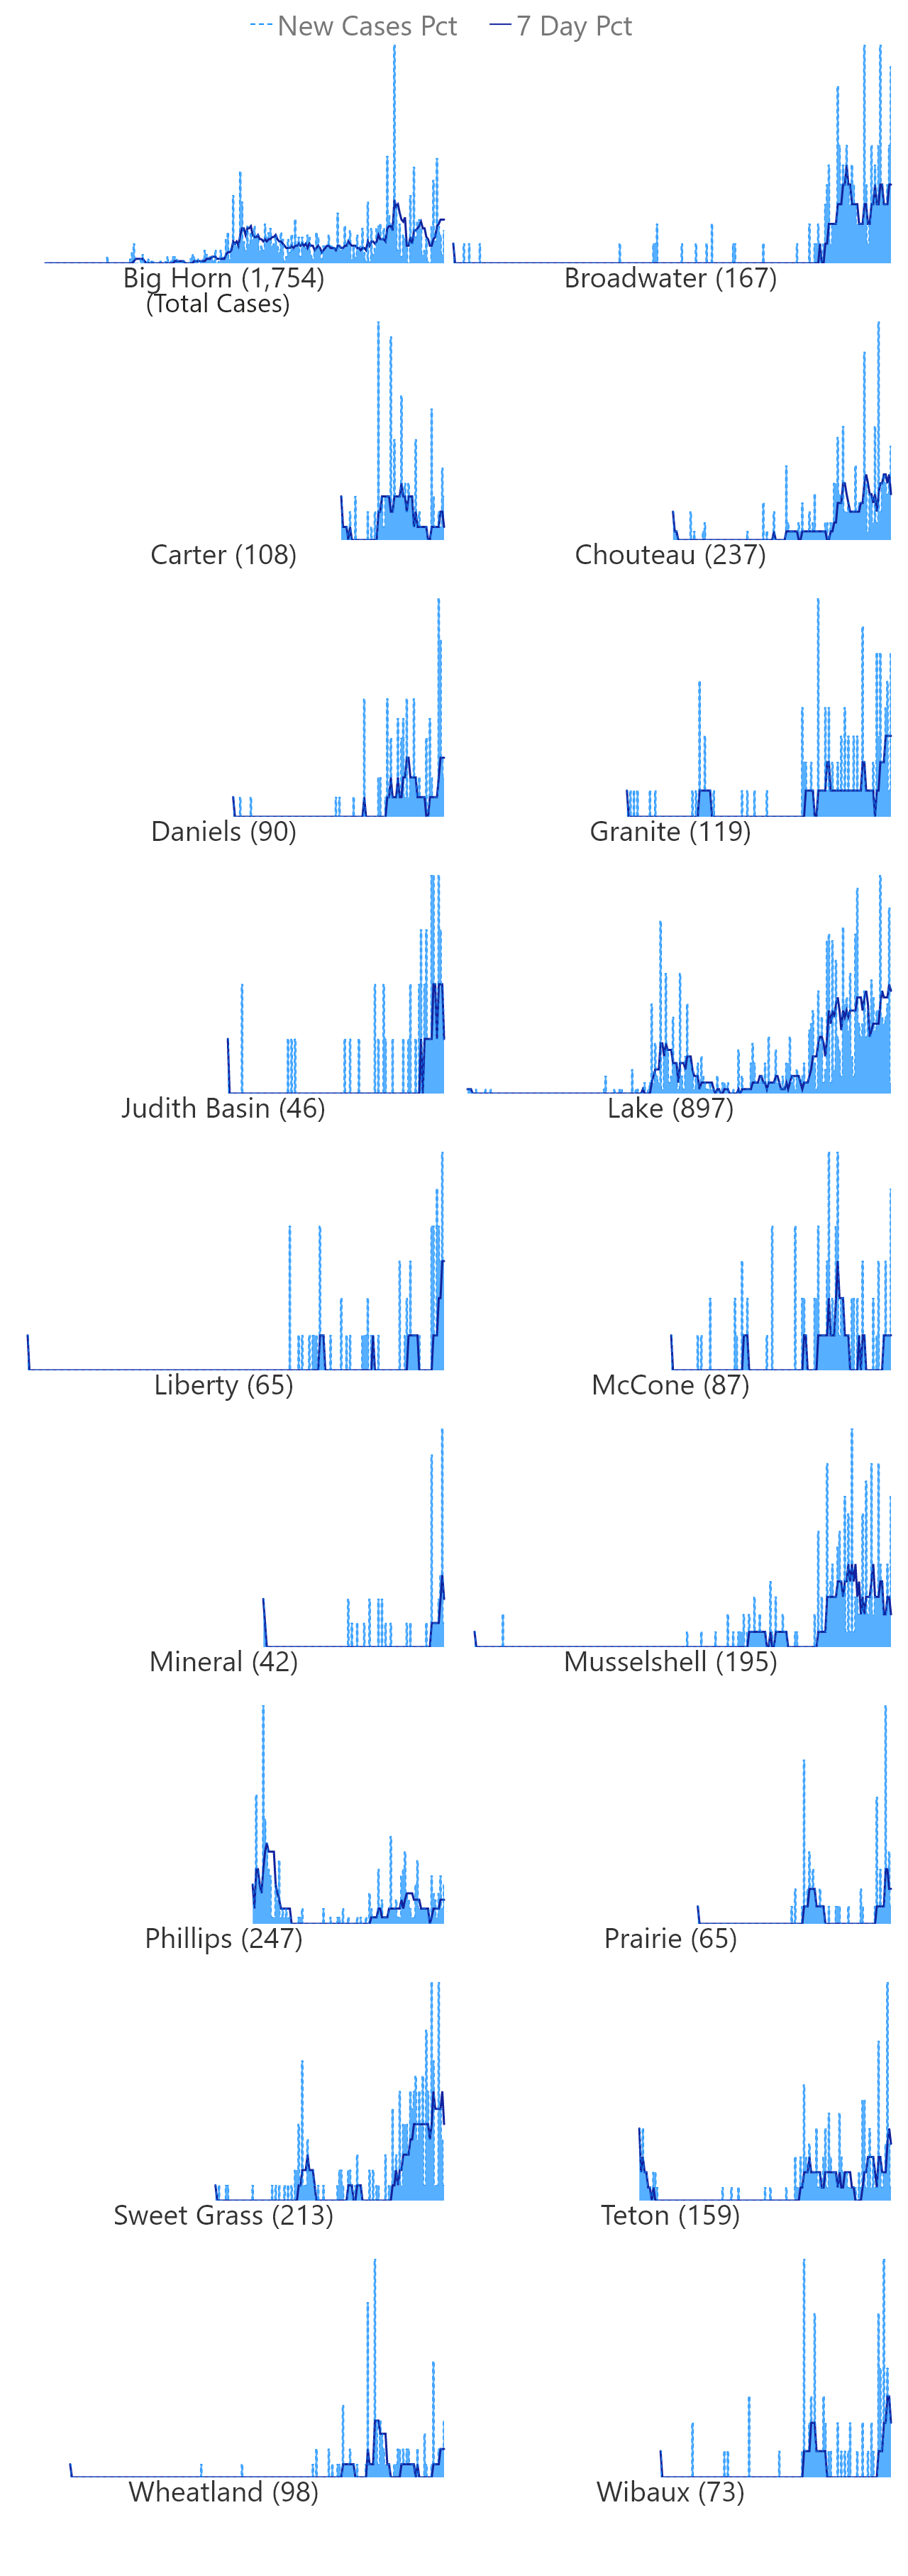 New Cases Pct 7 Day Pct
Big Horn (1,754) Broadwater (167)
(Total Cases)
Carter (108) Chouteau (237)
Daniels (90) Granite (119)
Judith Basin (46) Lake (897)
Liberty (65) McCone (87)
Mineral (42) Musselshell (195)
Phillips (247) Prairie (65)
Sweet Grass (213) Teton (159)
Wheatland (98) Wibaux (73)